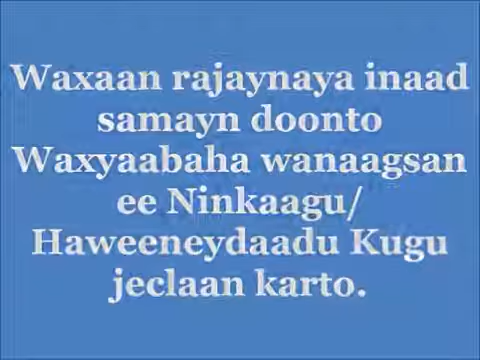 Waxaan rajaynaya inaad
samayn doonto
Waxyaabaha wanaagsan
ee Ninkaagu/
Haweeneydaadu Kugu
jeclaan karto.